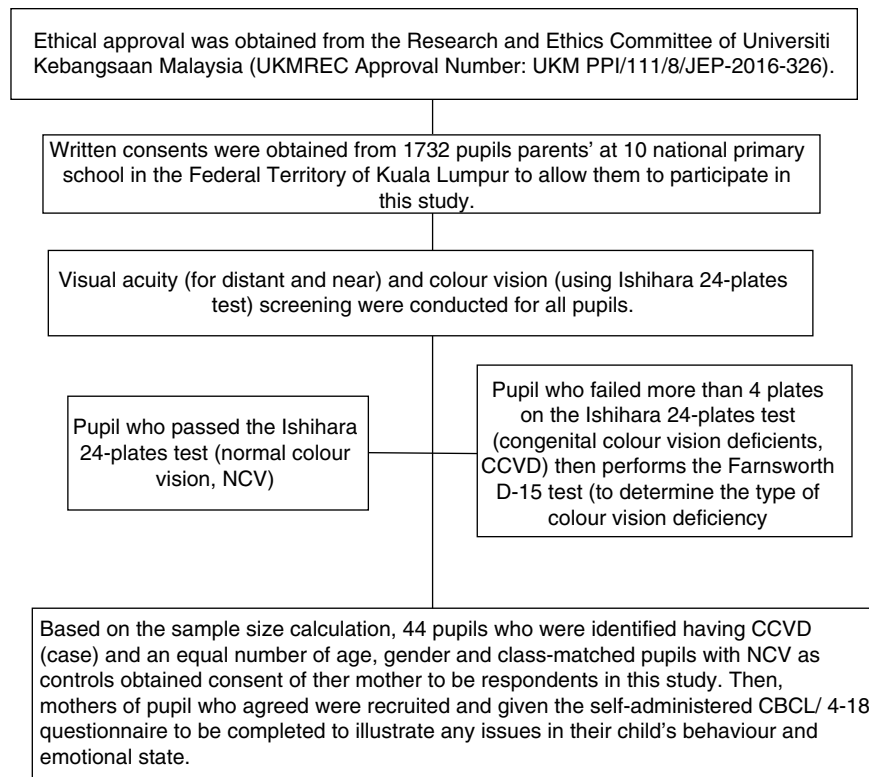 Ethical approval was obtained from the Research and Ethics Committee of Universiti
Kebangsaan Malaysia (UKMREC Approval Number: UKM PPI/111/8/JEP-2016-326).
Written consents were obtained from 1732 pupils parents’ at 10 national primary
school in the Federal Territory of Kuala Lumpur to allow them to participate in
this study.
Visual acuity (for distant and near) and colour vision (using Ishihara 24-plates
test) screening were conducted for all pupils.
Pupil who passed the Ishihara
24-plates test (normal colour
vision, NCV)
Pupil who failed more than 4 plates
on the Ishihara 24-plates test
(congenital colour vision deficients,
CCVD) then performs the Farnsworth
D-15 test (to determine the type of
colour vision deficiency
Based on the sample size calculation, 44 pupils who were identified having CCVD
(case) and an equal number of age, gender and class-matched pupils with NCV as
controls obtained consent of ther mother to be respondents in this study. Then,
mothers of pupil who agreed were recruited and given the self-administered CBCL/ 4-18
questionnaire to be completed to illustrate any issues in their child’s behaviour and
emotional state.